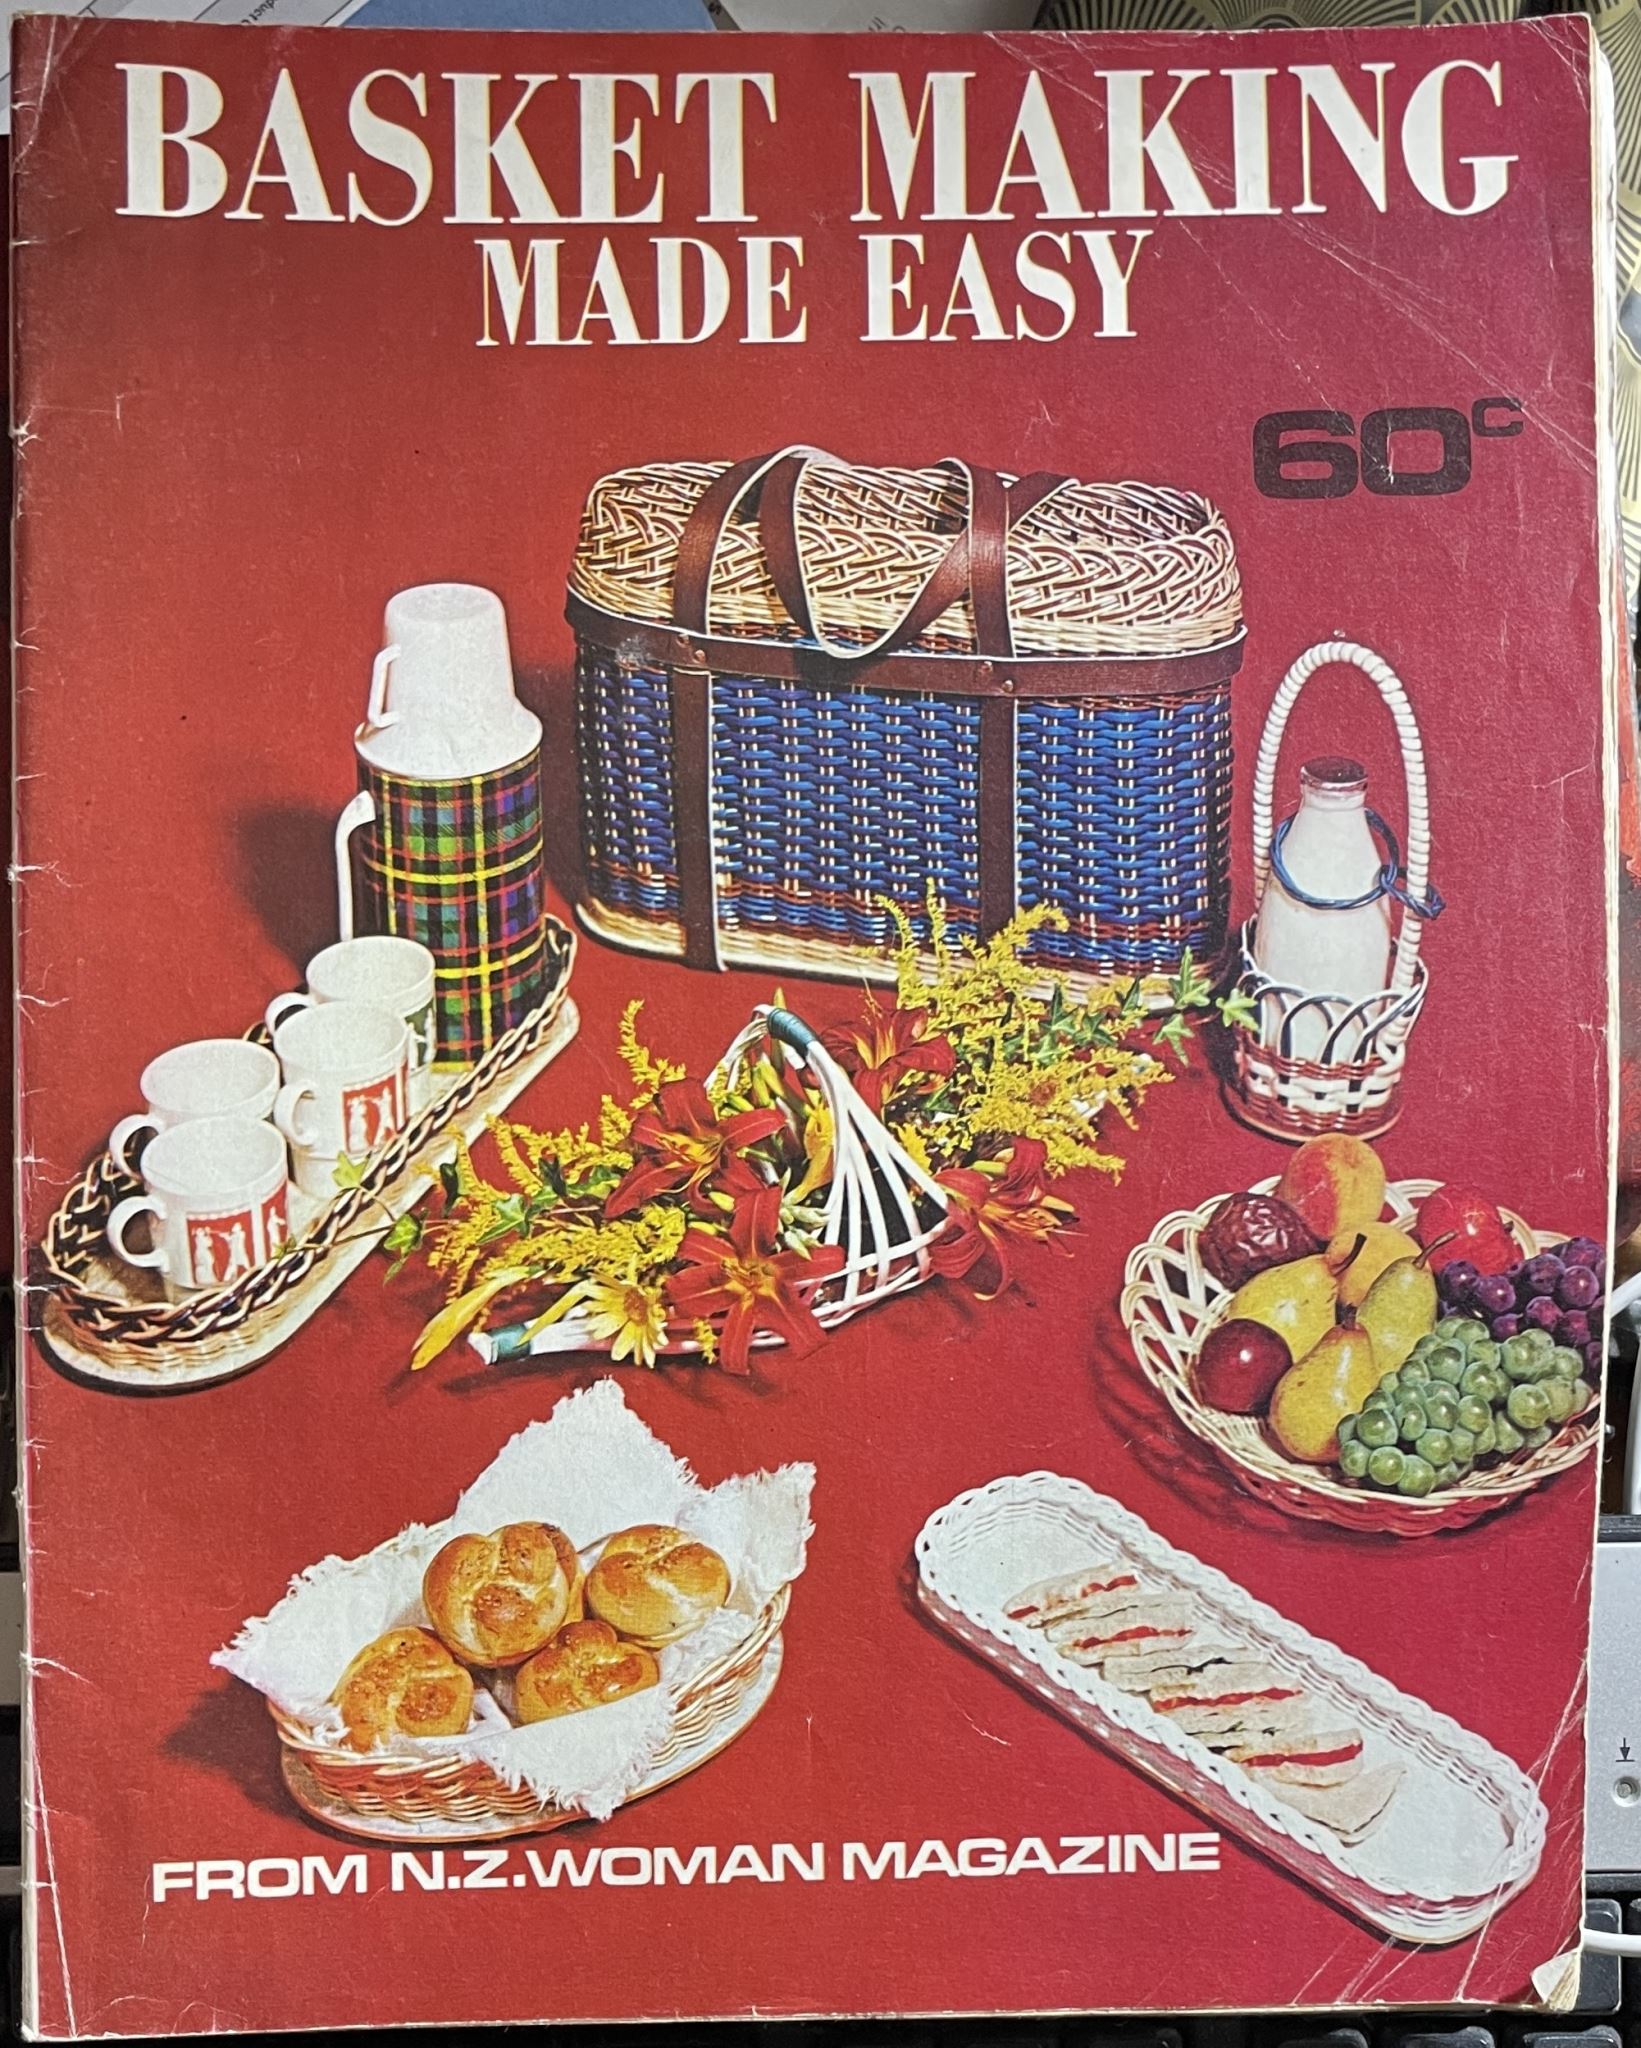 BASKET MAKING
MADE EASY
60c
FROM N.Z.WOMAN MAGAZINE